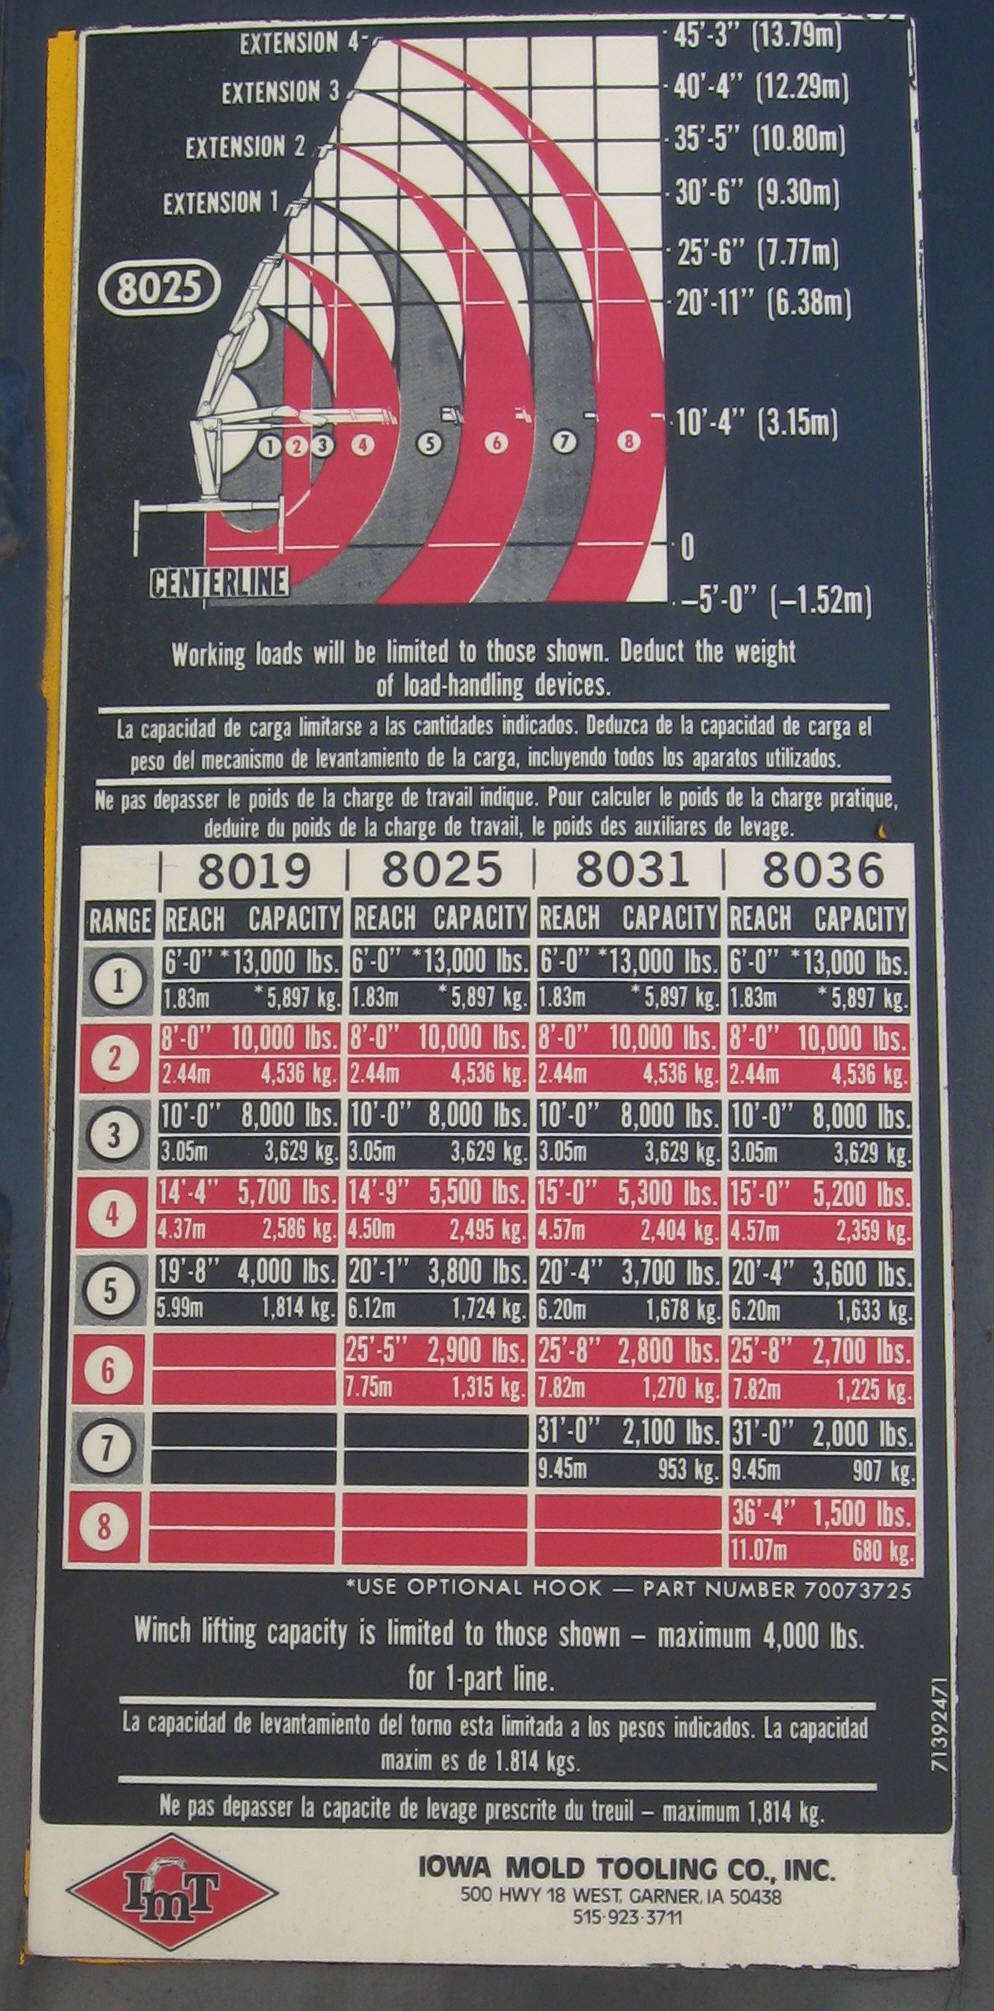 EXTENSION 4
45'-3" (13.79m)
EXTENSION 3
40'-4" (12.29m)
EXTENSION 2
35'-5" (10.80m)
EXTENSION 1
30'-6" (9.30m)
25'-6" (7.77m)
8025
20'-11" (6.38m)
10'-4" (3.15m)
1 2 3 4 5 6 7 8
0
CENTERLINE
-5'-0" (-1.52m)
Working loads will be limited to those shown. Deduct the weight
of load-handling devices.
La capacidad de carga limitarse a las cantidades indicados. Deduzca de la capacidad de carga el
peso del mecanismo de levantamiento de la carga, incluyendo todos los aparatos utilizados.
Ne pas depasser le poids de la charge de travail indique. Pour calculer le poids de la charge pratique,
deduire du poids de la charge de travail, le poids des auxiliares de levage.
8019 8025 8031 8036
RANGE REACH CAPACITY REACH CAPACITY REACH CAPACITY REACH CAPACITY
1 6'-0" *13,000 lbs. 6'-0" *13,000 lbs. 6'-0" *13,000 lbs. 6'-0" *13,000 lbs.
1.83m *5,897 kg. 1.83m *5,897 kg. 1.83m *5,897 kg. 1.83m *5,897 kg.
2 8'-0" 10,000 lbs. 8'-0" 10,000 lbs. 8'-0" 10,000 lbs. 8'-0" 10,000 lbs.
2.44m 4,536 kg. 2.44m 4,536 kg. 2.44m 4,536 kg. 2.44m 4,536 kg.
3 10'-0" 8,000 lbs. 10'-0" 8,000 lbs. 10'-0" 8,000 lbs. 10'-0" 8,000 lbs.
3.05m 3,629 kg. 3.05m 3,629 kg. 3.05m 3,629 kg. 3.05m 3,629 kg.
4 14'-4" 5,700 lbs. 14'-9" 5,500 lbs. 15'-0" 5,300 lbs. 15'-0" 5,200 lbs.
4.37m 2,586 kg. 4.50m 2,495 kg. 4.57m 2,404 kg. 4.57m 2,359 kg.
5 19'-8" 4,000 lbs. 20'-1" 3,800 lbs. 20'-4" 3,700 lbs. 20'-4" 3,600 lbs.
5.99m 1,814 kg. 6.12m 1,724 kg. 6.20m 1,678 kg. 6.20m 1,633 kg.
6 25'-5" 2,900 lbs. 25'-8" 2,800 lbs. 25'-8" 2,700 lbs.
7.75m 1,315 kg. 7.82m 1,270 kg. 7.82m 1,225 kg.
7 31'-0" 2,100 lbs. 31'-0" 2,000 lbs.
9.45m 953 kg. 9.45m 907 kg.
8 36'-4" 1,500 lbs.
11.07m 680 kg.
*USE OPTIONAL HOOK — PART NUMBER 70073725
Winch lifting capacity is limited to those shown – maximum 4,000 lbs.
for 1-part line.
La capacidad de levantamiento del torno esta limitada a los pesos indicados. La capacidad
maxim es de 1.814 kgs.
Ne pas depasser la capacite de levage prescrite du treuil – maximum 1,814 kg.
71392471
ImT
IOWA MOLD TOOLING CO., INC.
500 HWY 18 WEST, GARNER, IA 50438
515-923-3711